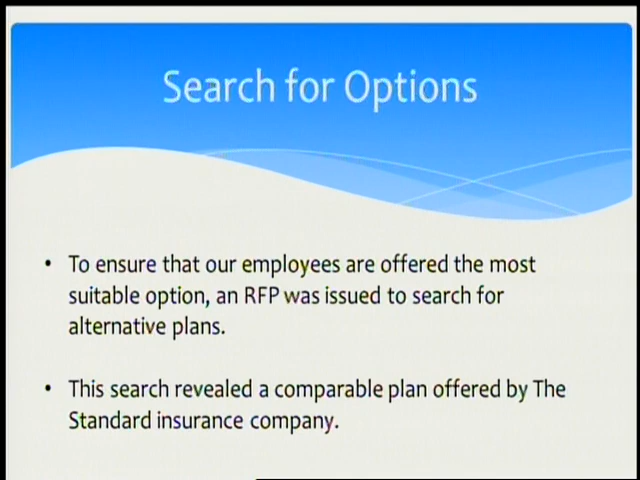 Search for Options
• To ensure that our employees are offered the most
suitable option, an RFP was issued to search for
alternative plans.
• This search revealed a comparable plan offered by The
Standard insurance company.